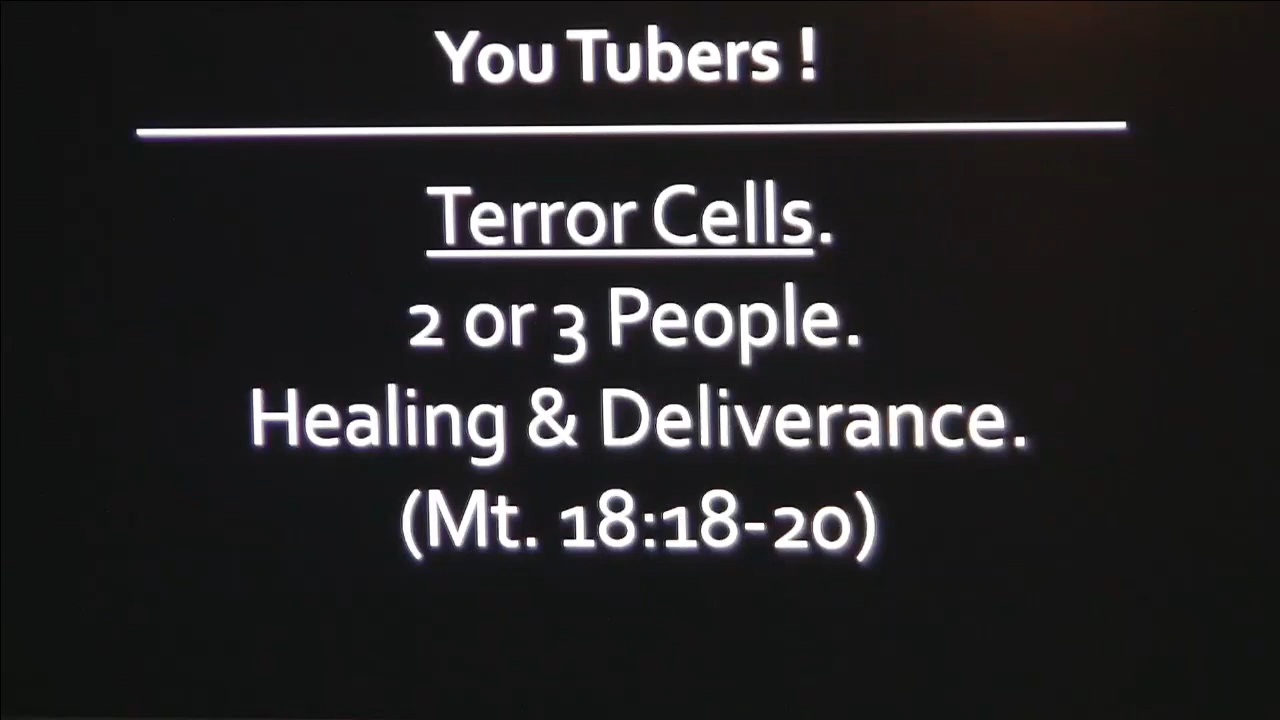 You Tubers !
Terror Cells.
2 or 3 People.
Healing & Deliverance.
(Mt. 18:18-20)